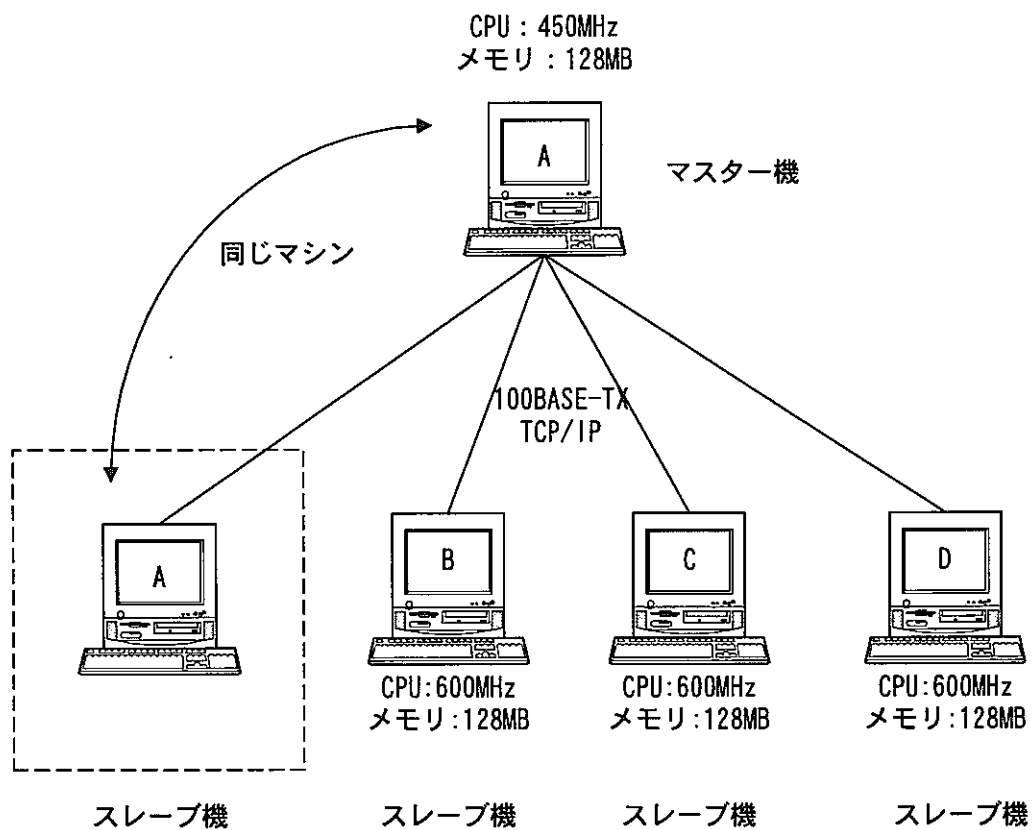 CPU : 450MHz
メモリ : 128MB
A
マスター機
同じマシン
100BASE-TX
TCP/IP
A
B
C
D
CPU:600MHz
メモリ:128MB
CPU:600MHz
メモリ:128MB
CPU:600MHz
メモリ:128MB
スレーブ機
スレーブ機
スレーブ機
スレーブ機